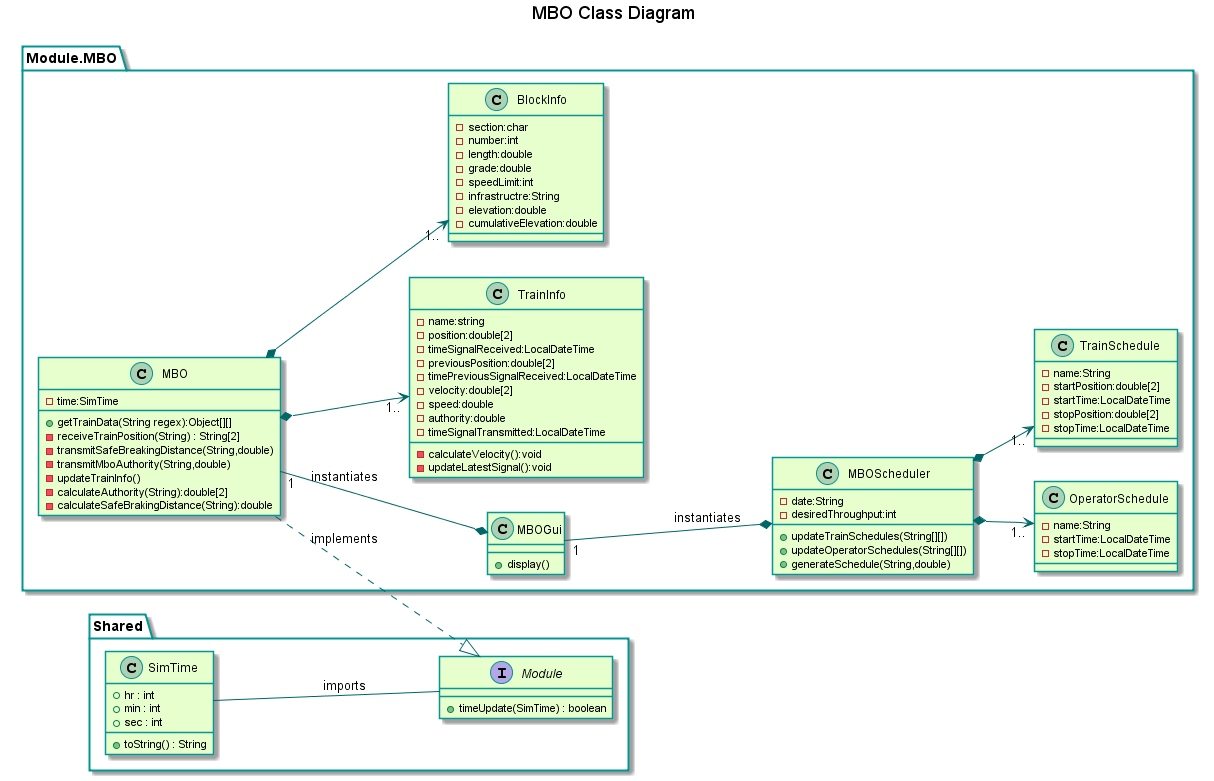 MBO Class Diagram
Module.MBO
C BlockInfo
section:char
number:int
length:double
grade:double
speedLimit:int
infrastructre:String
elevation:double
cumulativeElevation:double
1..
C TrainInfo
name:string
position:double[2]
timeSignalReceived:LocalDateTime
previousPosition:double[2]
timePreviousSignalReceived:LocalDateTime
velocity:double[2]
speed:double
authority:double
timeSignalTransmitted:LocalDateTime
calculateVelocity():void
updateLatestSignal():void
1..
C MBO
time:SimTime
getTrainData(String regex):Object[][]
receiveTrainPosition(String) : String[2]
transmitSafeBreakingDistance(String,double)
transmitMboAuthority(String,double)
updateTrainInfo()
calculateAuthority(String):double[2]
calculateSafeBrakingDistance(String):double
1
instantiates
implements
C MBOGui
display()
1
instantiates
C MBOScheduler
date:String
desiredThroughput:int
updateTrainSchedules(String[][])
updateOperatorSchedules(String[][])
generateSchedule(String,double)
C TrainSchedule
name:String
startPosition:double[2]
startTime:LocalDateTime
stopPosition:double[2]
stopTime:LocalDateTime
1..
C OperatorSchedule
name:String
startTime:LocalDateTime
stopTime:LocalDateTime
1..
Shared
C SimTime
hr : int
min : int
sec : int
toString() : String
imports
I Module
timeUpdate(SimTime) : boolean